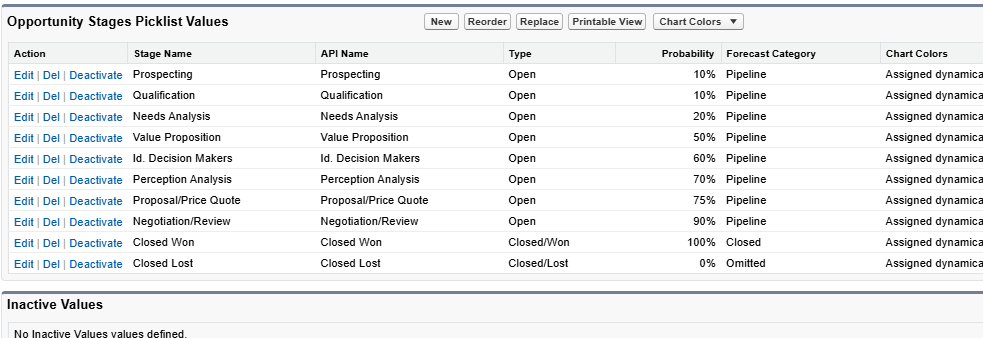 Opportunity Stages Picklist Values New Reorder Replace Printable View Chart Colors
Action Stage Name API Name Type Probability Forecast Category Chart Colors
Edit | Del | Deactivate Prospecting Prospecting Open 10% Pipeline Assigned dynamica
Edit | Del | Deactivate Qualification Qualification Open 10% Pipeline Assigned dynamica
Edit | Del | Deactivate Needs Analysis Needs Analysis Open 20% Pipeline Assigned dynamica
Edit | Del | Deactivate Value Proposition Value Proposition Open 50% Pipeline Assigned dynamica
Edit | Del | Deactivate Id. Decision Makers Id. Decision Makers Open 60% Pipeline Assigned dynamica
Edit | Del | Deactivate Perception Analysis Perception Analysis Open 70% Pipeline Assigned dynamica
Edit | Del | Deactivate Proposal/Price Quote Proposal/Price Quote Open 75% Pipeline Assigned dynamica
Edit | Del | Deactivate Negotiation/Review Negotiation/Review Open 90% Pipeline Assigned dynamica
Edit | Del | Deactivate Closed Won Closed Won Closed/Won 100% Closed Assigned dynamica
Edit | Del | Deactivate Closed Lost Closed Lost Closed/Lost 0% Omitted Assigned dynamica
Inactive Values
No Inactive Values values defined.